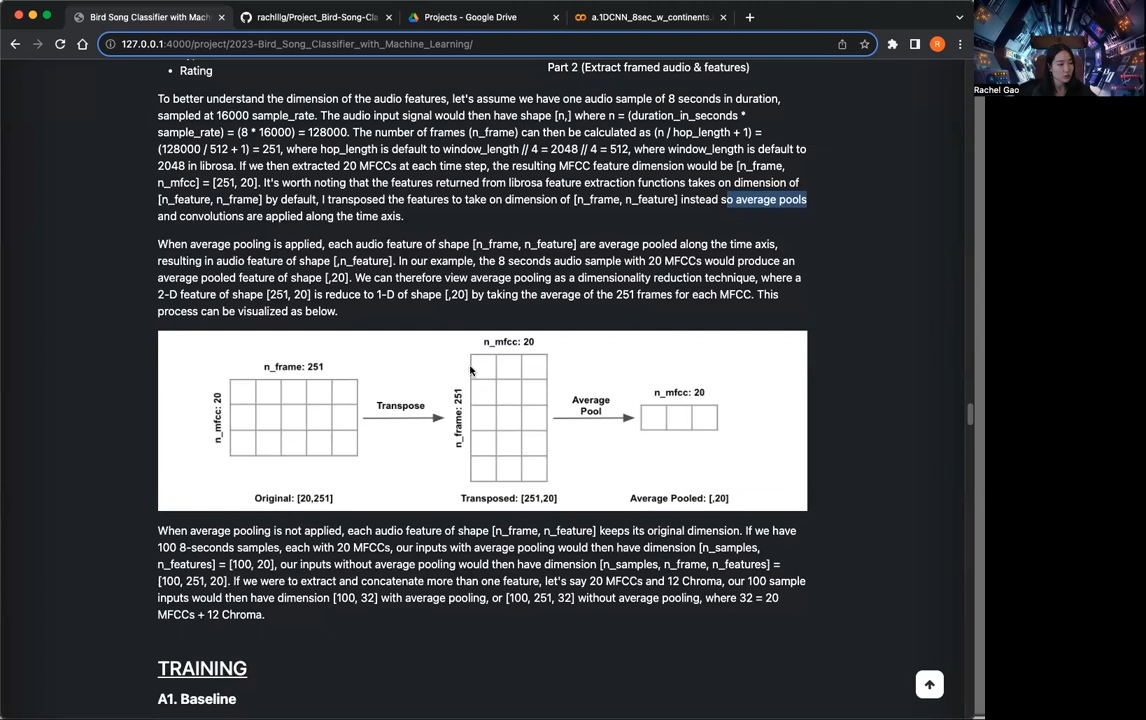 Bird Song Classifier with Mach
rachllg/Project_Bird-Song-Cla
Projects - Google Drive
a.1DCNN_8sec_w_continents.
127.0.0.1:4000/project/2023-Bird_Song_Classifier_with_Machine_Learning/
R
Rachel Gao
Rating
Part 2 (Extract framed audio & features)
To better understand the dimension of the audio features, let's assume we have one audio sample of 8 seconds in duration,
sampled at 16000 sample_rate. The audio input signal would then have shape [n,] where n = (duration_in_seconds *
sample_rate) = (8 * 16000) = 128000. The number of frames (n_frame) can then be calculated as (n / hop_length + 1) =
(128000 / 512 + 1) = 251, where hop_length is default to window_length // 4 = 2048 // 4 = 512, where window_length is default to
2048 in librosa. If we then extracted 20 MFCCs at each time step, the resulting MFCC feature dimension would be [n_frame,
n_mfcc] = [251, 20]. It's worth noting that the features returned from librosa feature extraction functions takes on dimension of
[n_feature, n_frame] by default, I transposed the features to take on dimension of [n_frame, n_feature] instead so average pools
and convolutions are applied along the time axis.
When average pooling is applied, each audio feature of shape [n_frame, n_feature] are average pooled along the time axis,
resulting in audio feature of shape [,n_feature]. In our example, the 8 seconds audio sample with 20 MFCCs would produce an
average pooled feature of shape [,20]. We can therefore view average pooling as a dimensionality reduction technique, where a
2-D feature of shape [251, 20] is reduce to 1-D of shape [,20] by taking the average of the 251 frames for each MFCC. This
process can be visualized as below.
n_mfcc: 20
n_frame: 251
n_mfcc: 20
n_mfcc: 20
Transpose
n_frame: 251
Average
Pool
Original: [20,251]
Transposed: [251,20]
Average Pooled: [,20]
When average pooling is not applied, each audio feature of shape [n_frame, n_feature] keeps its original dimension. If we have
100 8-seconds samples, each with 20 MFCCs, our inputs with average pooling would then have dimension [n_samples,
n_features] = [100, 20], our inputs without average pooling would then have dimension [n_samples, n_frame, n_features] =
[100, 251, 20]. If we were to extract and concatenate more than one feature, let's say 20 MFCCs and 12 Chroma, our 100 sample
inputs would then have dimension [100, 32] with average pooling, or [100, 251, 32] without average pooling, where 32 = 20
MFCCs + 12 Chroma.
TRAINING
A1. Baseline